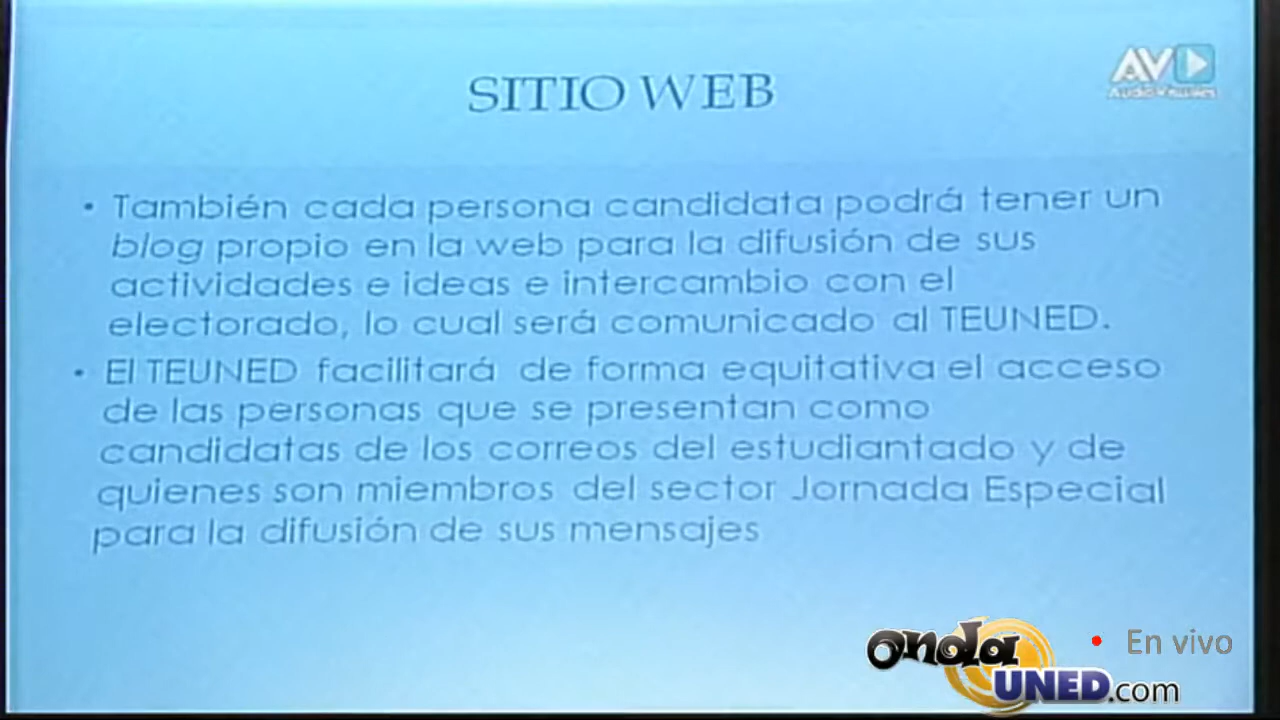 SITIO WEB
AV
AudioVisuales
• También cada persona candidata podrá tener un
blog propio en la web para la difusión de sus
actividades e ideas e intercambio con el
electorado, lo cual será comunicado al TEUNED.
• El TEUNED facilitará de forma equitativa el acceso
de las personas que se presentan como
candidatas de los correos del estudiantado y de
quienes son miembros del sector Jornada Especial
para la difusión de sus mensajes
onda
UNED.com
• En vivo